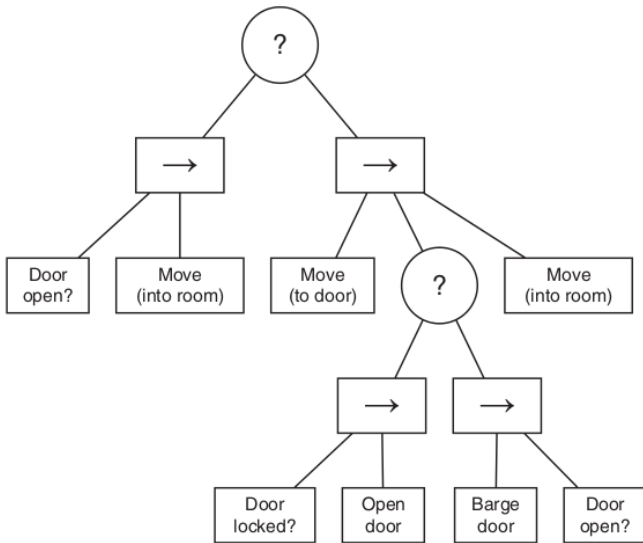 ?
→
→
Door
open?
Move
(into room)
Move
(to door)
?
Move
(into room)
→
→
Door
locked?
Open
door
Barge
door
Door
open?